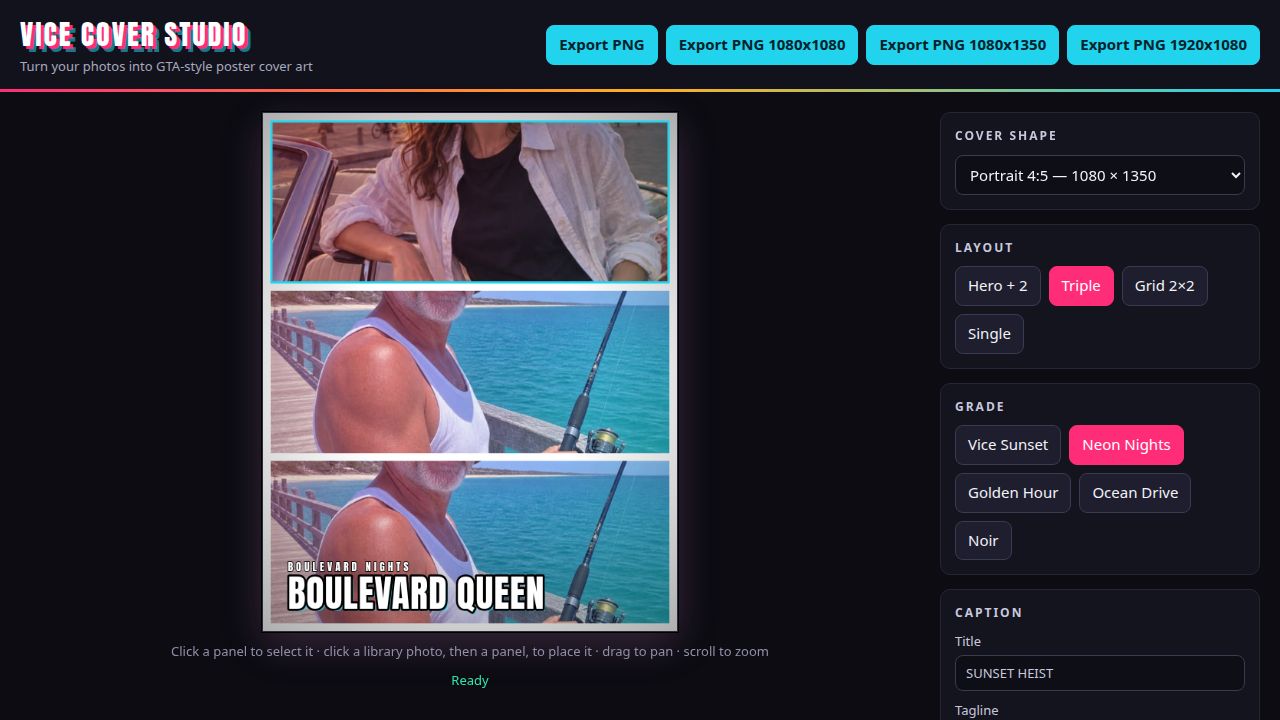 VICE COVER STUDIO
Turn your photos into GTA-style poster cover art
Export PNG
Export PNG 1080x1080
Export PNG 1080x1350
Export PNG 1920x1080
BOULEVARD NIGHTS
BOULEVARD QUEEN
Click a panel to select it · click a library photo, then a panel, to place it · drag to pan · scroll to zoom
Ready
COVER SHAPE
Portrait 4:5 — 1080 × 1350
LAYOUT
Hero + 2
Triple
Grid 2×2
Single
GRADE
Vice Sunset
Neon Nights
Golden Hour
Ocean Drive
Noir
CAPTION
Title
SUNSET HEIST
Tagline